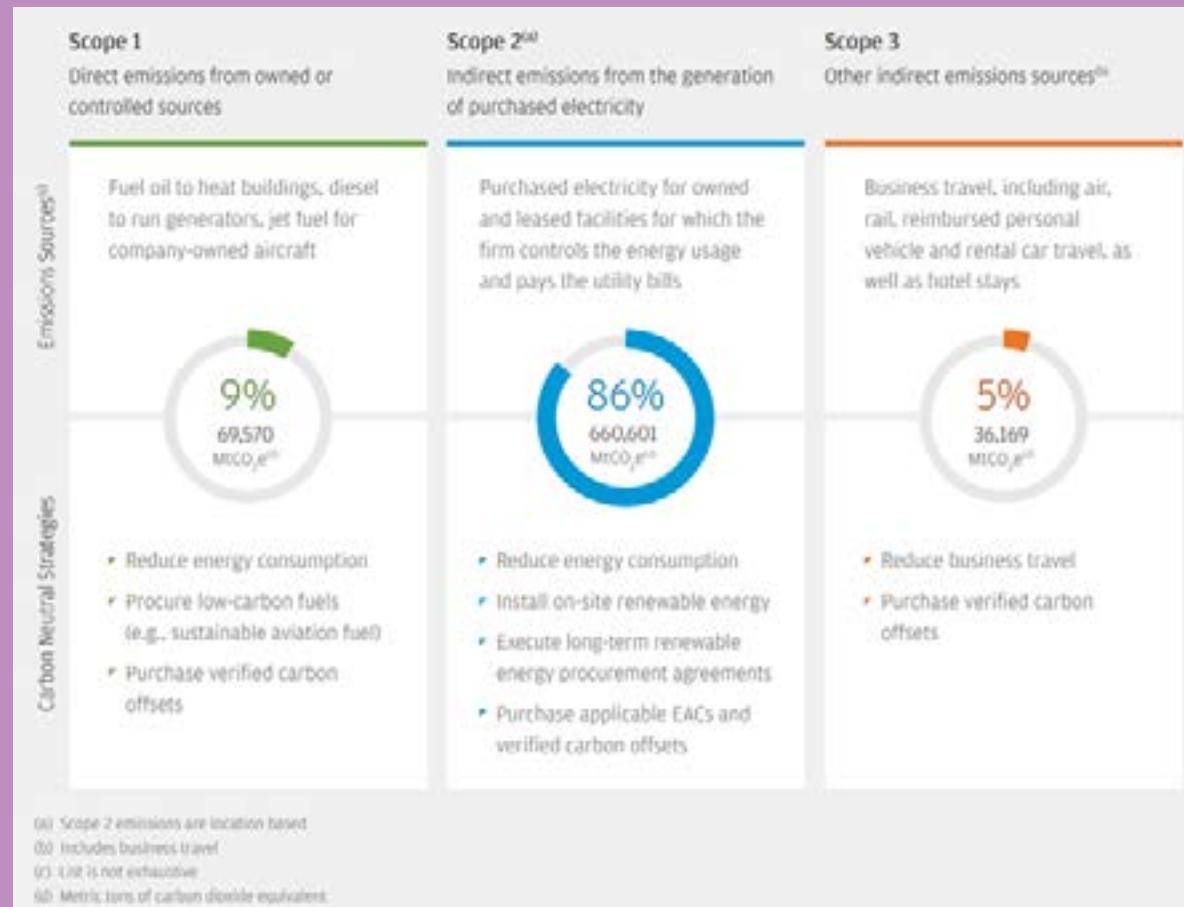 Scope 1
Direct emissions from owned or
controlled sources
Scope 2(a)
Indirect emissions from the generation
of purchased electricity
Scope 3
Other indirect emissions sources(b)
Emissions Sources(c)
Fuel oil to heat buildings, diesel
to run generators, jet fuel for
company-owned aircraft
9%
69,570
MtCO₂e(d)
Purchased electricity for owned
and leased facilities for which the
firm controls the energy usage
and pays the utility bills
86%
660,601
MtCO₂e(d)
Business travel, including air,
rail, reimbursed personal
vehicle and rental car travel, as
well as hotel stays
5%
36,169
MtCO₂e(d)
Carbon Neutral Strategies
Reduce energy consumption
Procure low-carbon fuels
(e.g., sustainable aviation fuel)
Purchase verified carbon
offsets
Reduce energy consumption
Install on-site renewable energy
Execute long-term renewable
energy procurement agreements
Purchase applicable EACs and
verified carbon offsets
Reduce business travel
Purchase verified carbon
offsets
(a) Scope 2 emissions are location based
(b) Includes business travel
(c) List is not exhaustive
(d) Metric tons of carbon dioxide equivalent